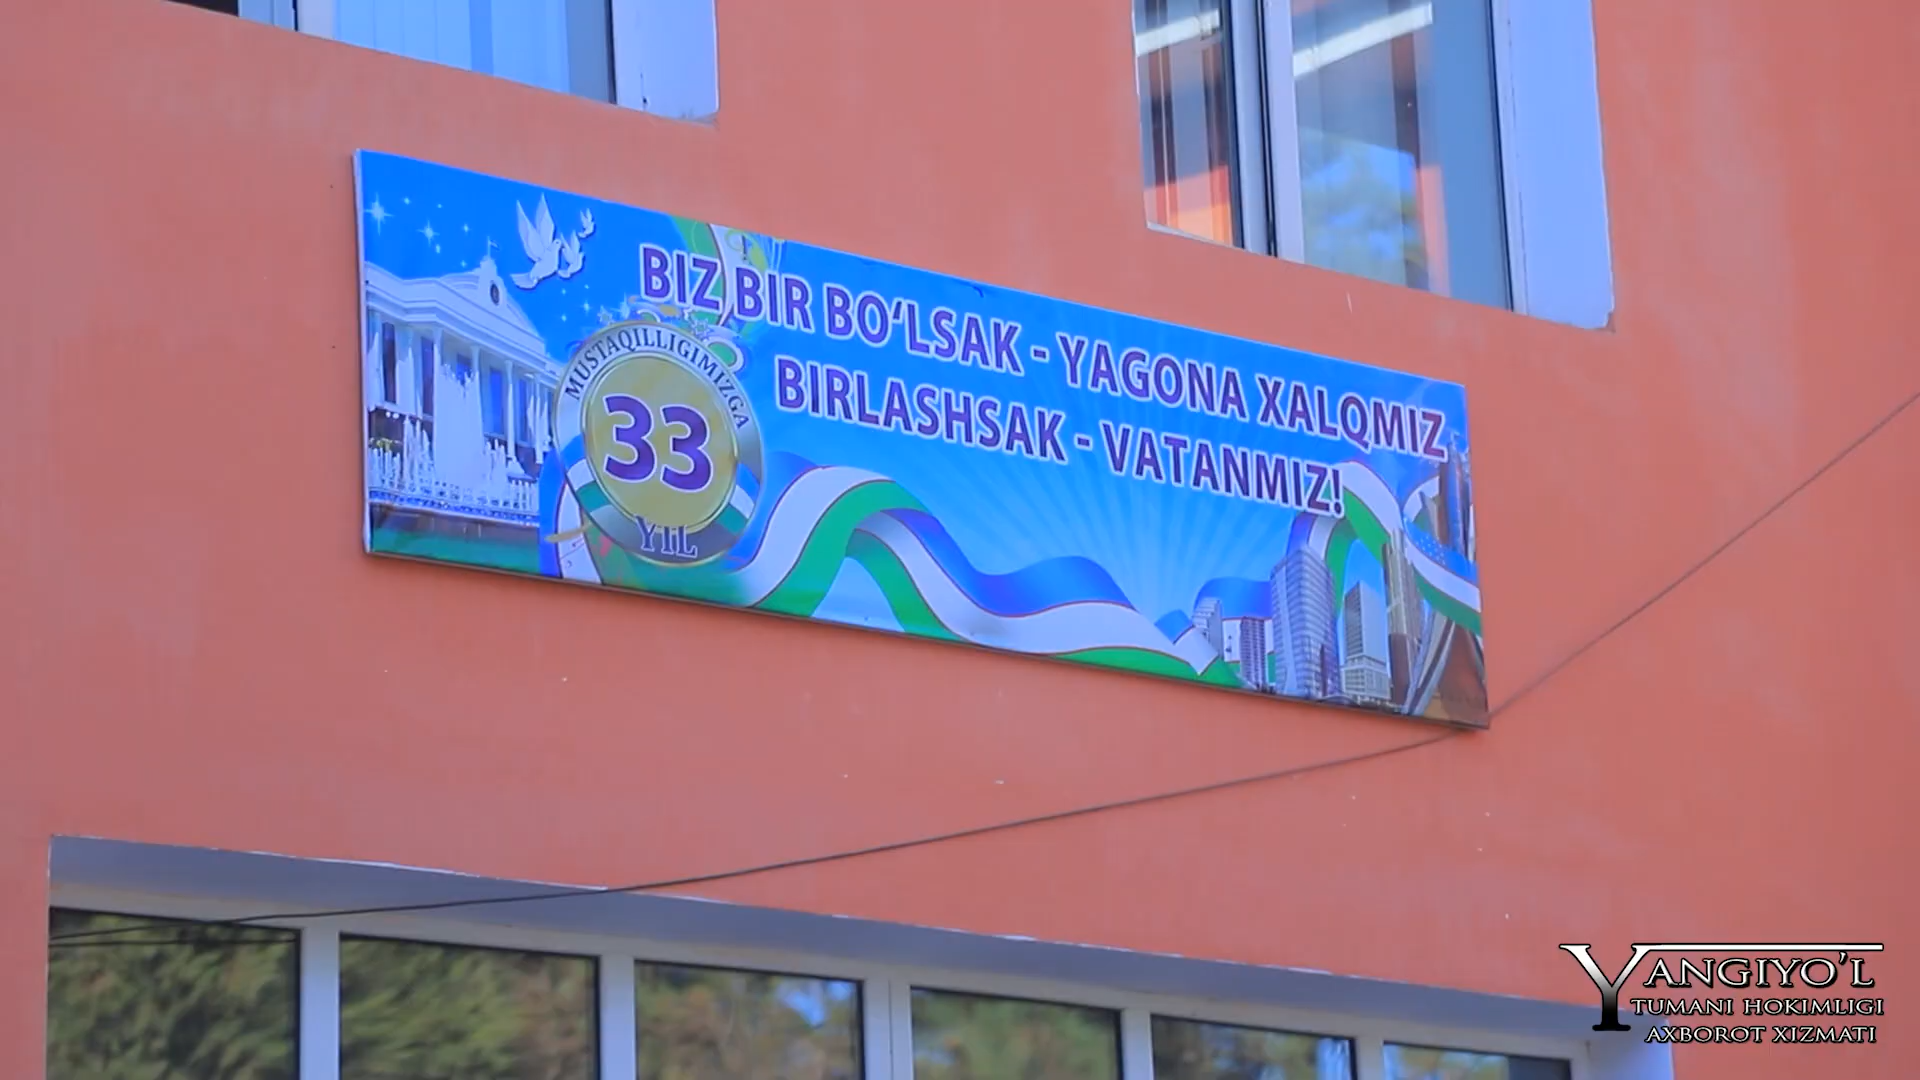 BIZ BIR BO‘LSAK - YAGONA XALQMIZ
BIRLASHSAK - VATANMIZ!
MUSTAQILLIGIMIZGA
33
YIL
YANGIYO'L
TUMANI HOKIMLIGI
AXBOROT XIZMATI